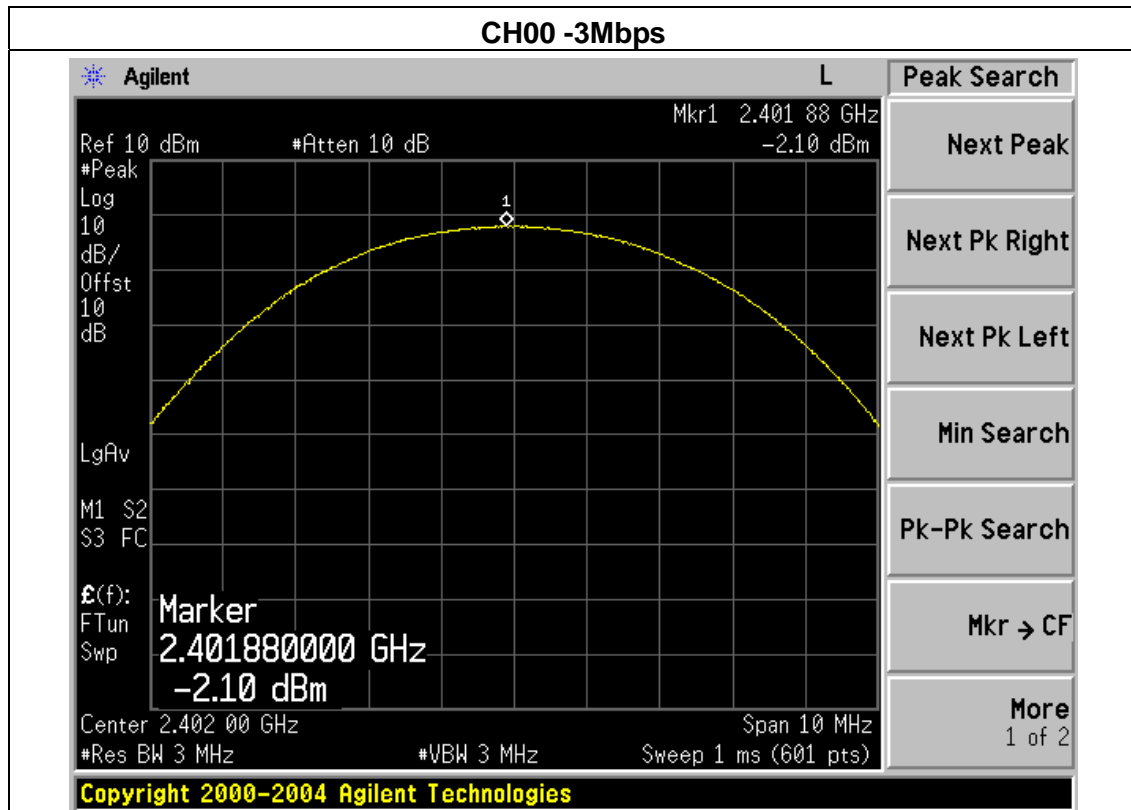 CH00 -3Mbps
Agilent L Peak Search
Mkr1 2.401 88 GHz
Ref 10 dBm #Atten 10 dB -2.10 dBm
#Peak
Log
10
dB/
Offst
10
dB
1
LgAv
M1 S2
S3 FC
£(f):
FTun
Swp
Marker
2.401880000 GHz
-2.10 dBm
Center 2.402 00 GHz Span 10 MHz
#Res BW 3 MHz #VBW 3 MHz Sweep 1 ms (601 pts)
Next Peak
Next Pk Right
Next Pk Left
Min Search
Pk-Pk Search
Mkr → CF
More
1 of 2
Copyright 2000-2004 Agilent Technologies